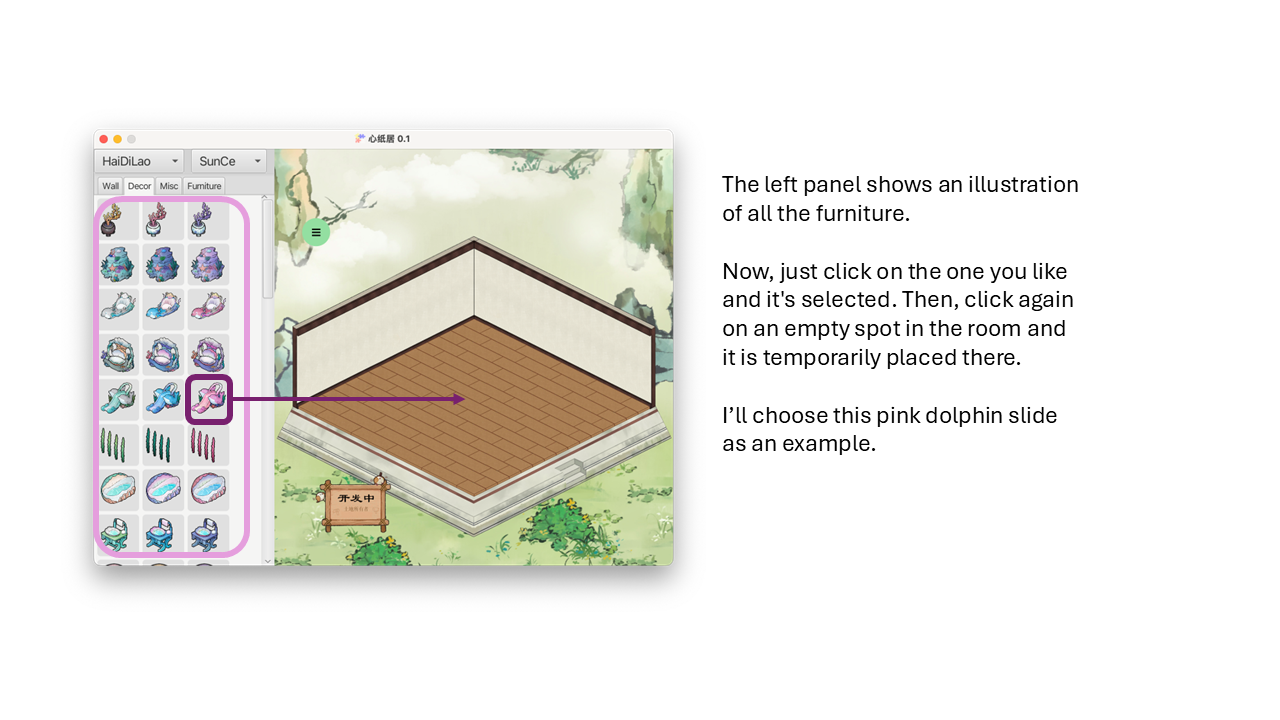 心纸居 0.1
HaiDiLao
SunCe
Wall
Decor
Misc
Furniture
开发中
The left panel shows an illustration
of all the furniture.
Now, just click on the one you like
and it's selected. Then, click again
on an empty spot in the room and
it is temporarily placed there.
I’ll choose this pink dolphin slide
as an example.